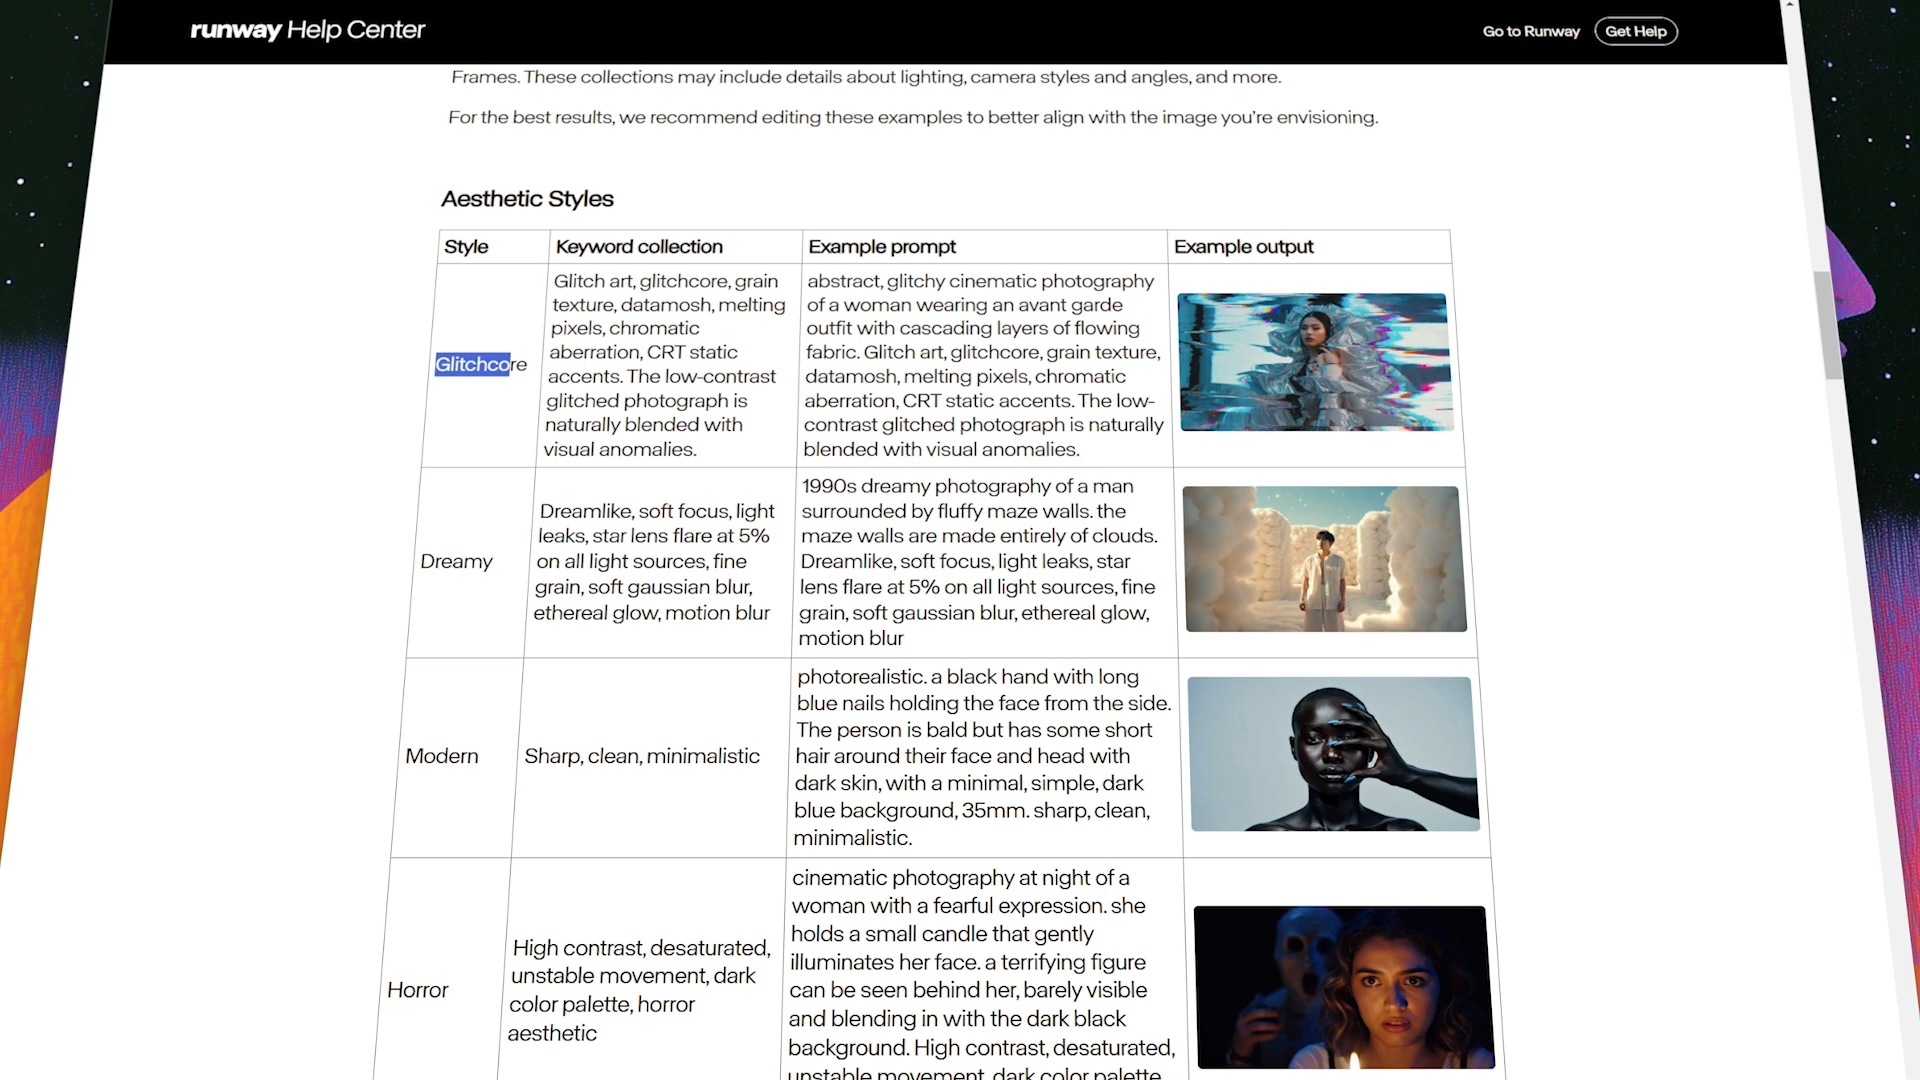 runway Help Center
Go to Runway
Get Help
Frames. These collections may include details about lighting, camera styles and angles, and more.
For the best results, we recommend editing these examples to better align with the image you're envisioning.
Aesthetic Styles
Style
Keyword collection
Example prompt
Example output
Glitchcore
Glitch art, glitchcore, grain
texture, datamosh, melting
pixels, chromatic
aberration, CRT static
accents. The low-contrast
glitched photograph is
naturally blended with
visual anomalies.
abstract, glitchy cinematic photography
of a woman wearing an avant garde
outfit with cascading layers of flowing
fabric. Glitch art, glitchcore, grain texture,
datamosh, melting pixels, chromatic
aberration, CRT static accents. The low-
contrast glitched photograph is naturally
blended with visual anomalies.
Dreamy
Dreamlike, soft focus, light
leaks, star lens flare at 5%
on all light sources, fine
grain, soft gaussian blur,
ethereal glow, motion blur
1990s dreamy photography of a man
surrounded by fluffy maze walls. the
maze walls are made entirely of clouds.
Dreamlike, soft focus, light leaks, star
lens flare at 5% on all light sources, fine
grain, soft gaussian blur, ethereal glow,
motion blur
Modern
Sharp, clean, minimalistic
photorealistic. a black hand with long
blue nails holding the face from the side.
The person is bald but has some short
hair around their face and head with
dark skin, with a minimal, simple, dark
blue background, 35mm. sharp, clean,
minimalistic.
Horror
High contrast, desaturated,
unstable movement, dark
color palette, horror
aesthetic
cinematic photography at night of a
woman with a fearful expression. she
holds a small candle that gently
illuminates her face. a terrifying figure
can be seen behind her, barely visible
and blending in with the dark black
background. High contrast, desaturated,
unstable movement, dark color palette,